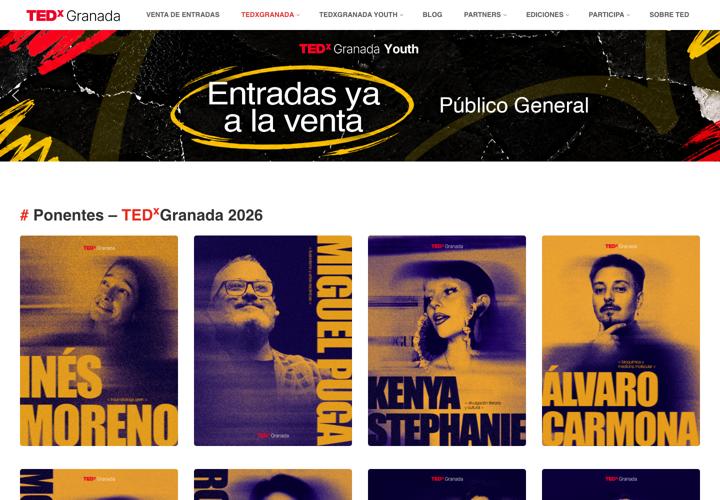 TEDx Granada
VENTA DE ENTRADAS
TEDXGRANADA
TEDXGRANADA YOUTH
BLOG
PARTNERS
EDICIONES
PARTICIPA
SOBRE TED
TEDx Granada Youth
Entradas ya
a la venta
Público General
# Ponentes – TEDxGranada 2026
TEDx Granada
INÉS
MORENO
MIGUEL PUGA
TEDx Granada
TEDx Granada
KENYA
STEPHANIE
TEDx Granada
ÁLVARO
CARMONA
TEDx Granada
TEDx Granada